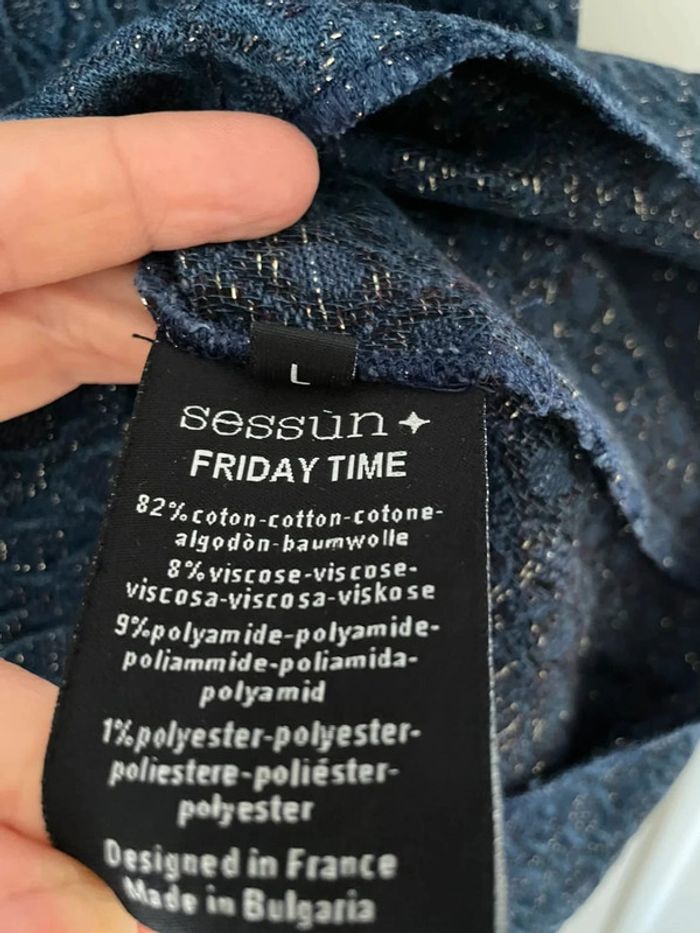 L
sessùn
FRIDAY TIME
82% coton-cotton-cotone-
algodòn-baumwolle
8% viscose-viscose-
viscosa-viscosa-viskose
9%polyamide-polyamide-
poliammide-poliamida-
polyamid
1%polyester-polyester-
poliestere-poliéster-
polyester
Designed in France
Made in Bulgaria